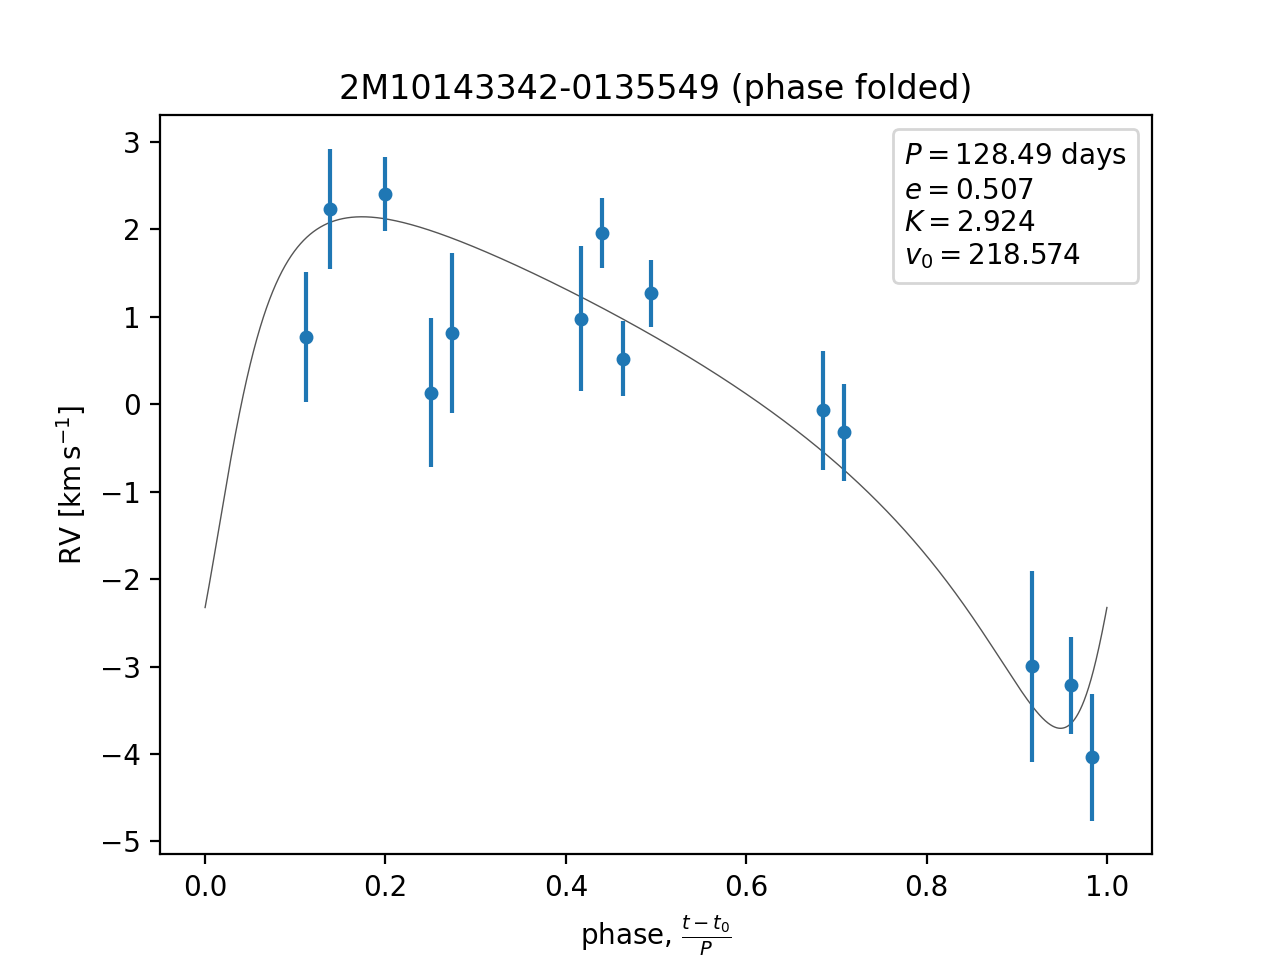 2M10143342-0135549 (phase folded)
P = 128.49 days
e = 0.507
K = 2.924
v₀ = 218.574
RV [km s⁻¹]
3
2
1
0
−1
−2
−3
−4
−5
0.0 0.2 0.4 0.6 0.8 1.0
phase, (t − t₀)/P